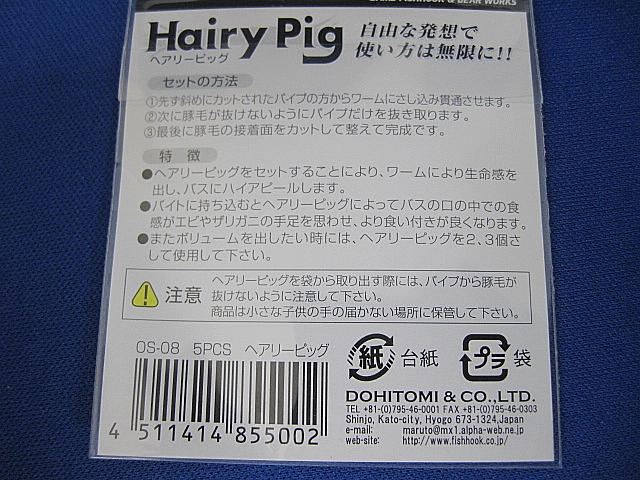 & BEAR WORKS
Hairy Pig
ヘアリーピッグ
自由な発想で
使い方は無限に!!
セットの方法
①先ず斜めにカットされたパイプの方からワームにさし込み貫通させます。
②次に豚毛が抜けないようにパイプだけを抜き取ります。
③最後に豚毛の接着面をカットして整えて完成です。
特 徴
●ヘアリーピッグをセットすることにより、ワームにより生命感を
出し、バスにハイアピールします。
●バイトに持ち込むとヘアリーピッグによってバスの口の中での食
感がエビやザリガニの手足を思わせ、より食い付きが良くなります。
●またボリュームを出したい時には、ヘアリーピッグを2、3個さ
して使用して下さい。
注意
ヘアリーピッグを袋から取り出す際には、パイプから豚毛が
抜けないように注意して下さい。
商品は小さな子供の手の届かない場所に保管して下さい。
OS-08 5PCS ヘアリーピッグ
4 511414 855002
紙 台紙
プラ 袋
DOHITOMI & CO.,LTD.
TEL +81-(0)795-46-0001 FAX +81-(0)795-46-0303
Shinjo, Kato-city, Hyogo 673-1324,Japan
e-mail: maruto@mx1.alpha-web.ne.jp
web-site: http://www.fishhook.co.jp/